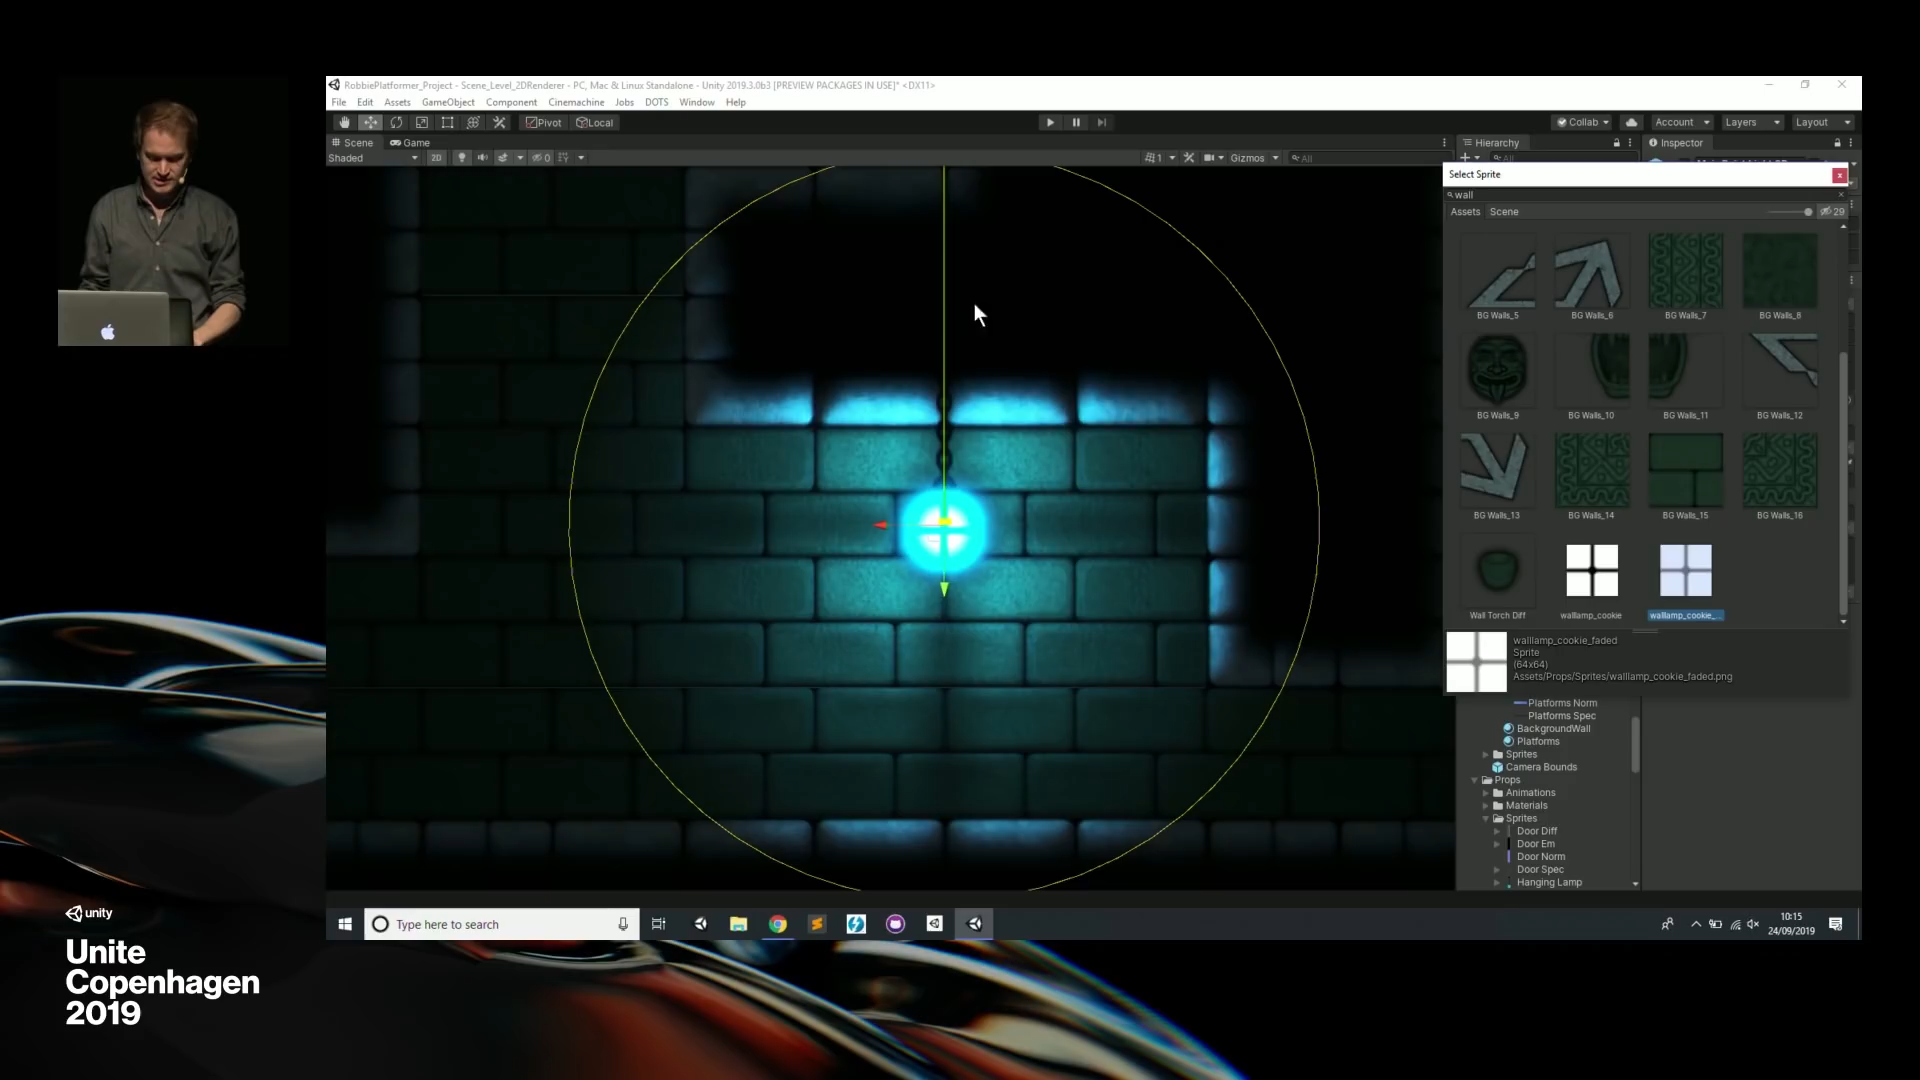 RobbiePlatformer_Project - Scene_Level_2DRenderer - PC, Mac & Linux Standalone - Unity 2019.3.0b3 [PREVIEW PACKAGES IN USE]* <DX11>
File Edit Assets GameObject Component Cinemachine Jobs DOTS Window Help
Pivot Local Collab Account Layers Layout
Scene Game Hierarchy Inspector
Shaded 2D 0 1 Gizmos All All
Select Sprite
wall
Assets Scene 29
BG Walls_5 BG Walls_6 BG Walls_7 BG Walls_8
BG Walls_9 BG Walls_10 BG Walls_11 BG Walls_12
BG Walls_13 BG Walls_14 BG Walls_15 BG Walls_16
Wall Torch Diff walllamp_cookie walllamp_cookie_...
walllamp_cookie_faded
Sprite
(64x64)
Assets/Props/Sprites/walllamp_cookie_faded.png
Platforms Norm
Platforms Spec
BackgroundWall
Platforms
Sprites
Camera Bounds
Props
Animations
Materials
Sprites
Door Diff
Door Em
Door Norm
Door Spec
Hanging Lamp
Type here to search
10:15
24/09/2019
unity
Unite
Copenhagen
2019